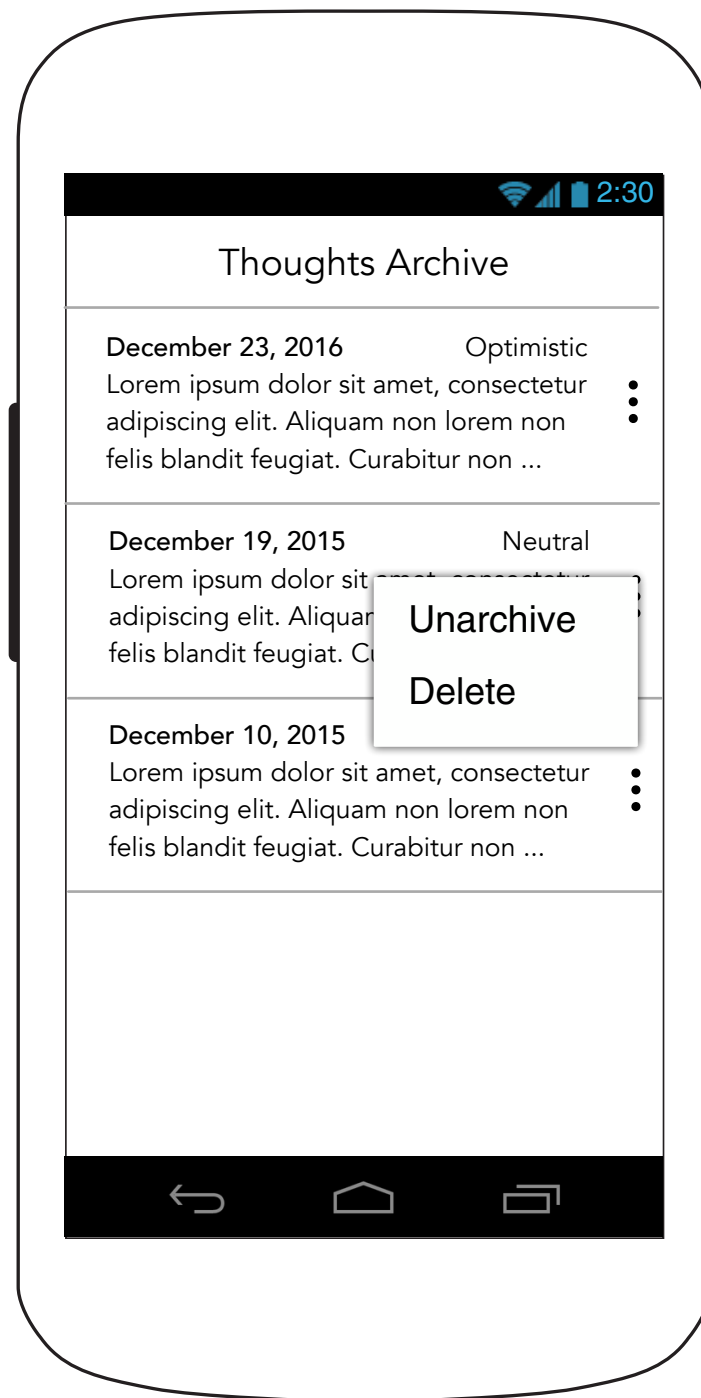 2:30
Thoughts Archive
December 23, 2016 Optimistic
Lorem ipsum dolor sit amet, consectetur
adipiscing elit. Aliquam non lorem non
felis blandit feugiat. Curabitur non ...
December 19, 2015 Neutral
Lorem ipsum dolor sit amet, consectetur
adipiscing elit.
felis blandit feugiat.
Unarchive
Delete
December 10, 2015
Lorem ipsum dolor sit amet, consectetur
adipiscing elit. Aliquam non lorem non
felis blandit feugiat. Curabitur non ...